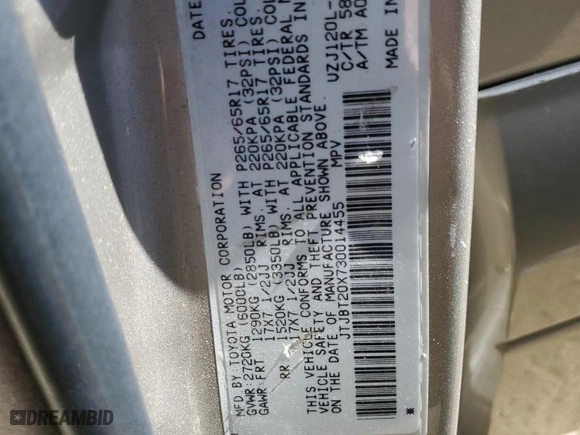 DATE
MFD BY: TOYOTA MOTOR CORPORATION
GVWR: 2720KG (6000LB)
GAWR: FRT 1290KG (2850LB) WITH P265/65R17 TIRES.
17X7 1/2JJ RIMS. AT 220KPA (32PSI) COL
1520KG (3350LB) WITH P265/65R17 TIRES.
RR 17X7 1/2JJ RIMS. AT 220KPA (32PSI) COL
THIS VEHICLE CONFORMS TO ALL APPLICABLE FEDERAL M
VEHICLE SAFETY AND THEFT PREVENTION STANDARDS IN
ON THE DATE OF MANUFACTURE SHOWN ABOVE.
JTJBT20X730014455 MPV
UZJ120L-
C/TR 58
A/TM A0
* MADE IN
DREAMBID